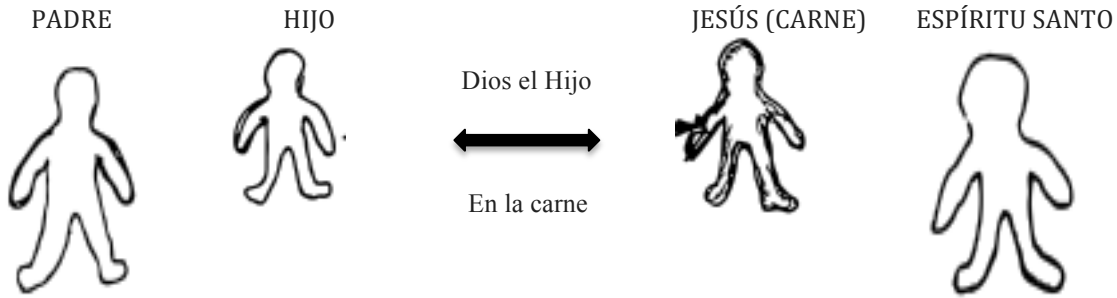 PADRE
HIJO
JESÚS (CARNE)
ESPÍRITU SANTO
Dios el Hijo
En la carne